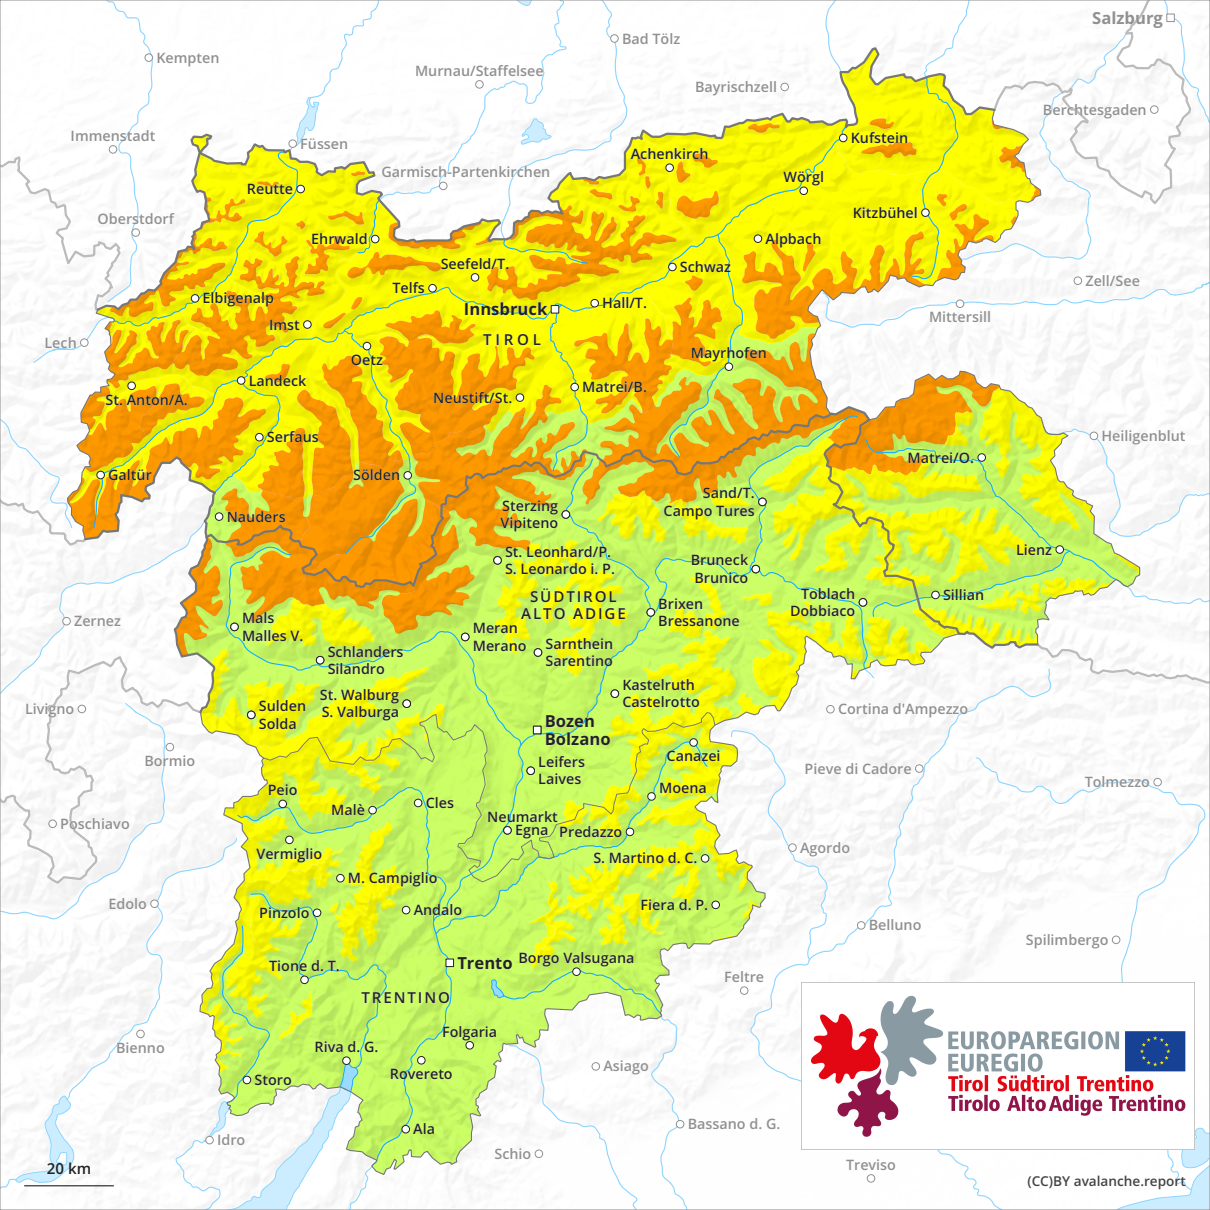 Salzburg
Bad Tölz
Kempten
Murnau/Staffelsee
Bayrischzell
Berchtesgaden
Immenstadt
Füssen
Kufstein
Achenkirch
Garmisch-Partenkirchen
Wörgl
Reutte
Oberstdorf
Kitzbühel
Ehrwald
Alpbach
Seefeld/T.
Schwaz
Zell/See
Telfs
Elbigenalp
Hall/T.
Innsbruck
Mittersill
Imst
TIROL
Lech
Mayrhofen
Oetz
Landeck
Matrei/B.
St. Anton/A.
Neustift/St.
Serfaus
Heiligenblut
Matrei/O.
Galtür
Sölden
Sand/T.
Campo Tures
Sterzing
Vipiteno
Nauders
Lienz
St. Leonhard/P.
S. Leonardo i. P.
Bruneck
Brunico
SÜDTIROL
ALTO ADIGE
Toblach
Dobbiaco
Sillian
Brixen
Bressanone
Zernez
Mals
Malles V.
Meran
Merano
Sarnthein
Sarentino
Schlanders
Silandro
Kastelruth
Castelrotto
St. Walburg
S. Valburga
Livigno
Sulden
Solda
Cortina d'Ampezzo
Bozen
Bolzano
Bormio
Canazei
Leifers
Laives
Pieve di Cadore
Tolmezzo
Peio
Moena
Malè
Cles
Neumarkt
Egna
Predazzo
Poschiavo
Vermiglio
S. Martino d. C.
Agordo
M. Campiglio
Edolo
Pinzolo
Andalo
Fiera d. P.
Belluno
Spilimbergo
Trento
Borgo Valsugana
Tione d. T.
Feltre
TRENTINO
Folgaria
Bienno
Riva d. G.
EUROPAREGION
EUREGIO
Tirol Südtirol Trentino
Tirolo Alto Adige Trentino
Rovereto
Asiago
Storo
Ala
Bassano d. G.
Idro
Schio
Treviso
20 km
(CC)BY avalanche.report